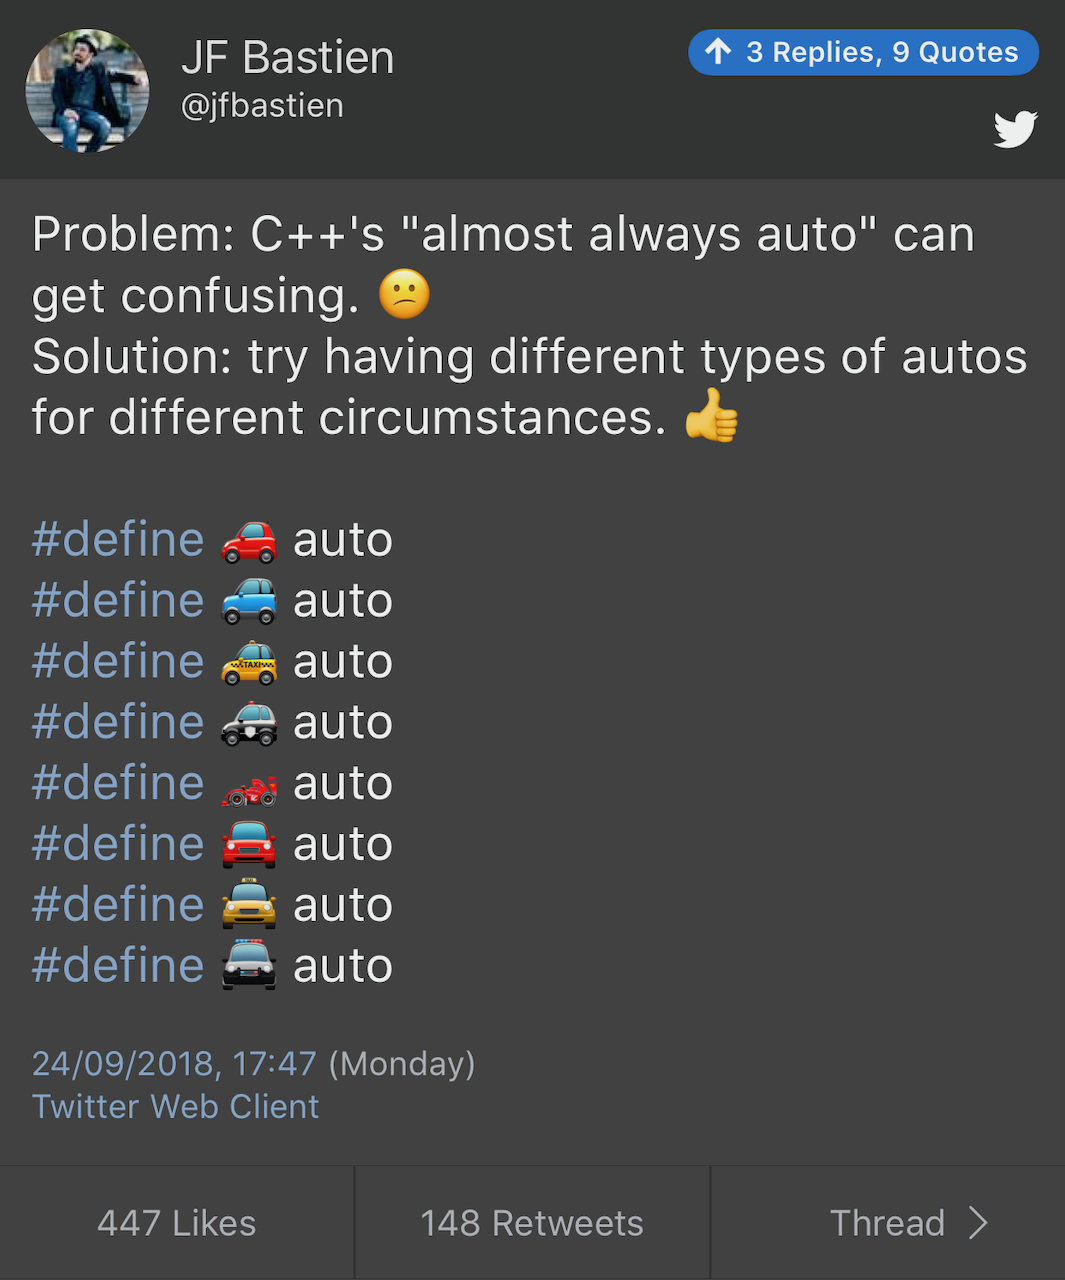 JF Bastien
@jfbastien
3 Replies, 9 Quotes
Problem: C++'s "almost always auto" can
get confusing. 😕
Solution: try having different types of autos
for different circumstances. 👍
#define 🚗 auto
#define 🚙 auto
#define 🚕 auto
#define 🚓 auto
#define 🏎 auto
#define 🚘 auto
#define 🚖 auto
#define 🚔 auto
24/09/2018, 17:47 (Monday)
Twitter Web Client
447 Likes
148 Retweets
Thread